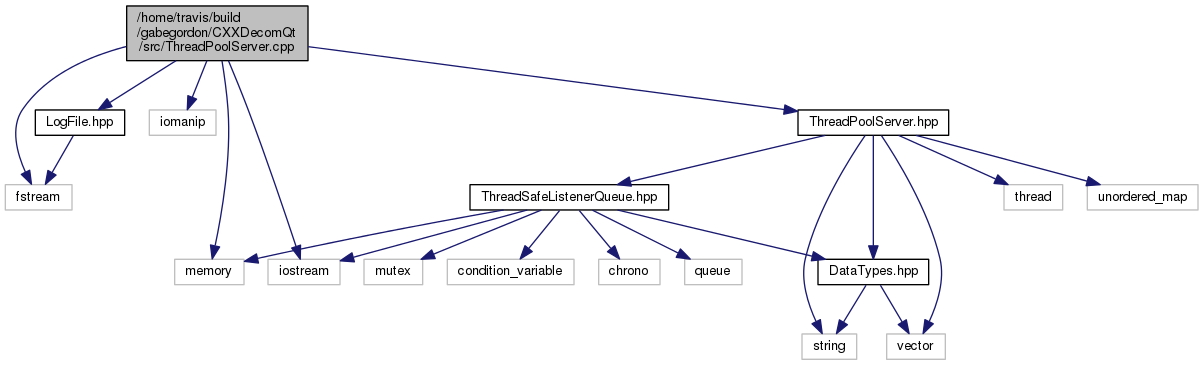 /home/travis/build
/gabegordon/CXXDecomQt
/src/ThreadPoolServer.cpp
LogFile.hpp
iomanip
ThreadPoolServer.hpp
fstream
ThreadSafeListenerQueue.hpp
thread
unordered_map
memory
iostream
mutex
condition_variable
chrono
queue
DataTypes.hpp
string
vector